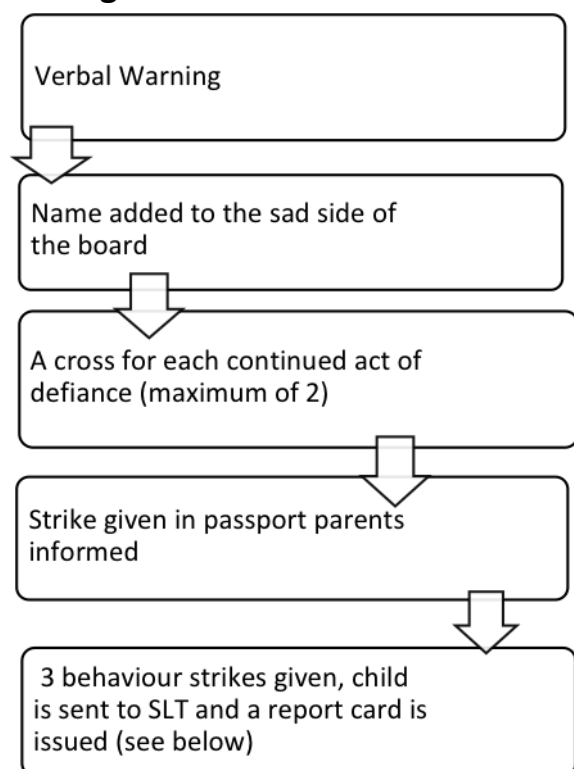 Verbal Warning
Name added to the sad side of
the board
A cross for each continued act of
defiance (maximum of 2)
Strike given in passport parents
informed
3 behaviour strikes given, child
is sent to SLT and a report card is
issued (see below)